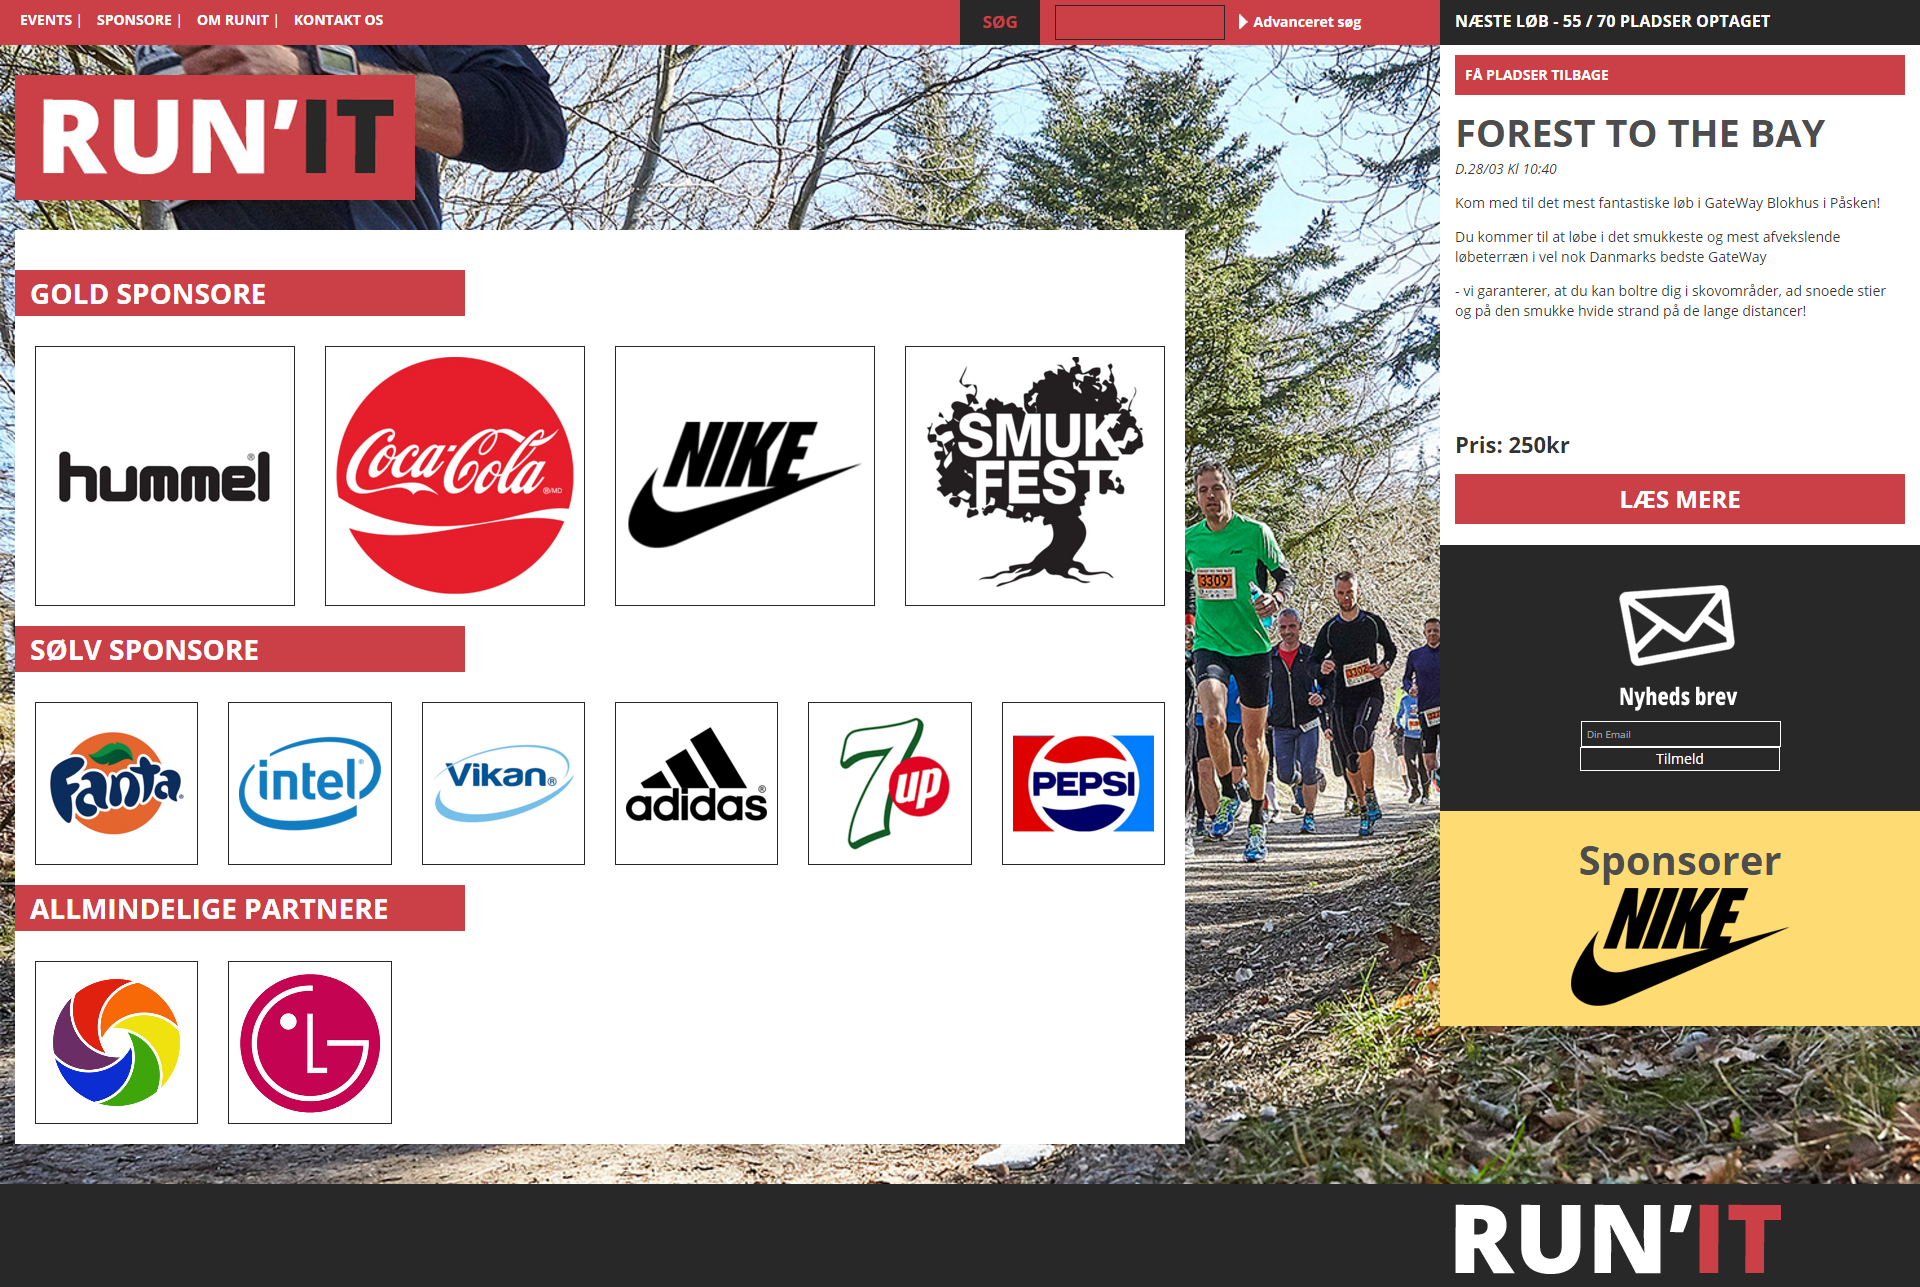 EVENTS |
SPONSORE |
OM RUNIT |
KONTAKT OS
SØG
Advanceret søg
NÆSTE LØB - 55 / 70 PLADSER OPTAGET
RUN'IT
FÅ PLADSER TILBAGE
FOREST TO THE BAY
D.28/03 Kl 10:40
Kom med til det mest fantastiske løb i GateWay Blokhus i Påsken!
Du kommer til at løbe i det smukkeste og mest afvekslende
løbeterræn i vel nok Danmarks bedste GateWay
- vi garanterer, at du kan boltre dig i skovområder, ad snoede stier
og på den smukke hvide strand på de lange distancer!
Pris: 250kr
LÆS MERE
GOLD SPONSORE
hummel®
Coca-Cola ®/MD
NIKE
SMUK
FEST
3309
3302
SØLV SPONSORE
Fanta®
intel®
Vikan®
adidas®
7up
PEPSI
ALLMINDELIGE PARTNERE
LG
Nyheds brev
Din Email
Tilmeld
Sponsorer
NIKE
RUN'IT